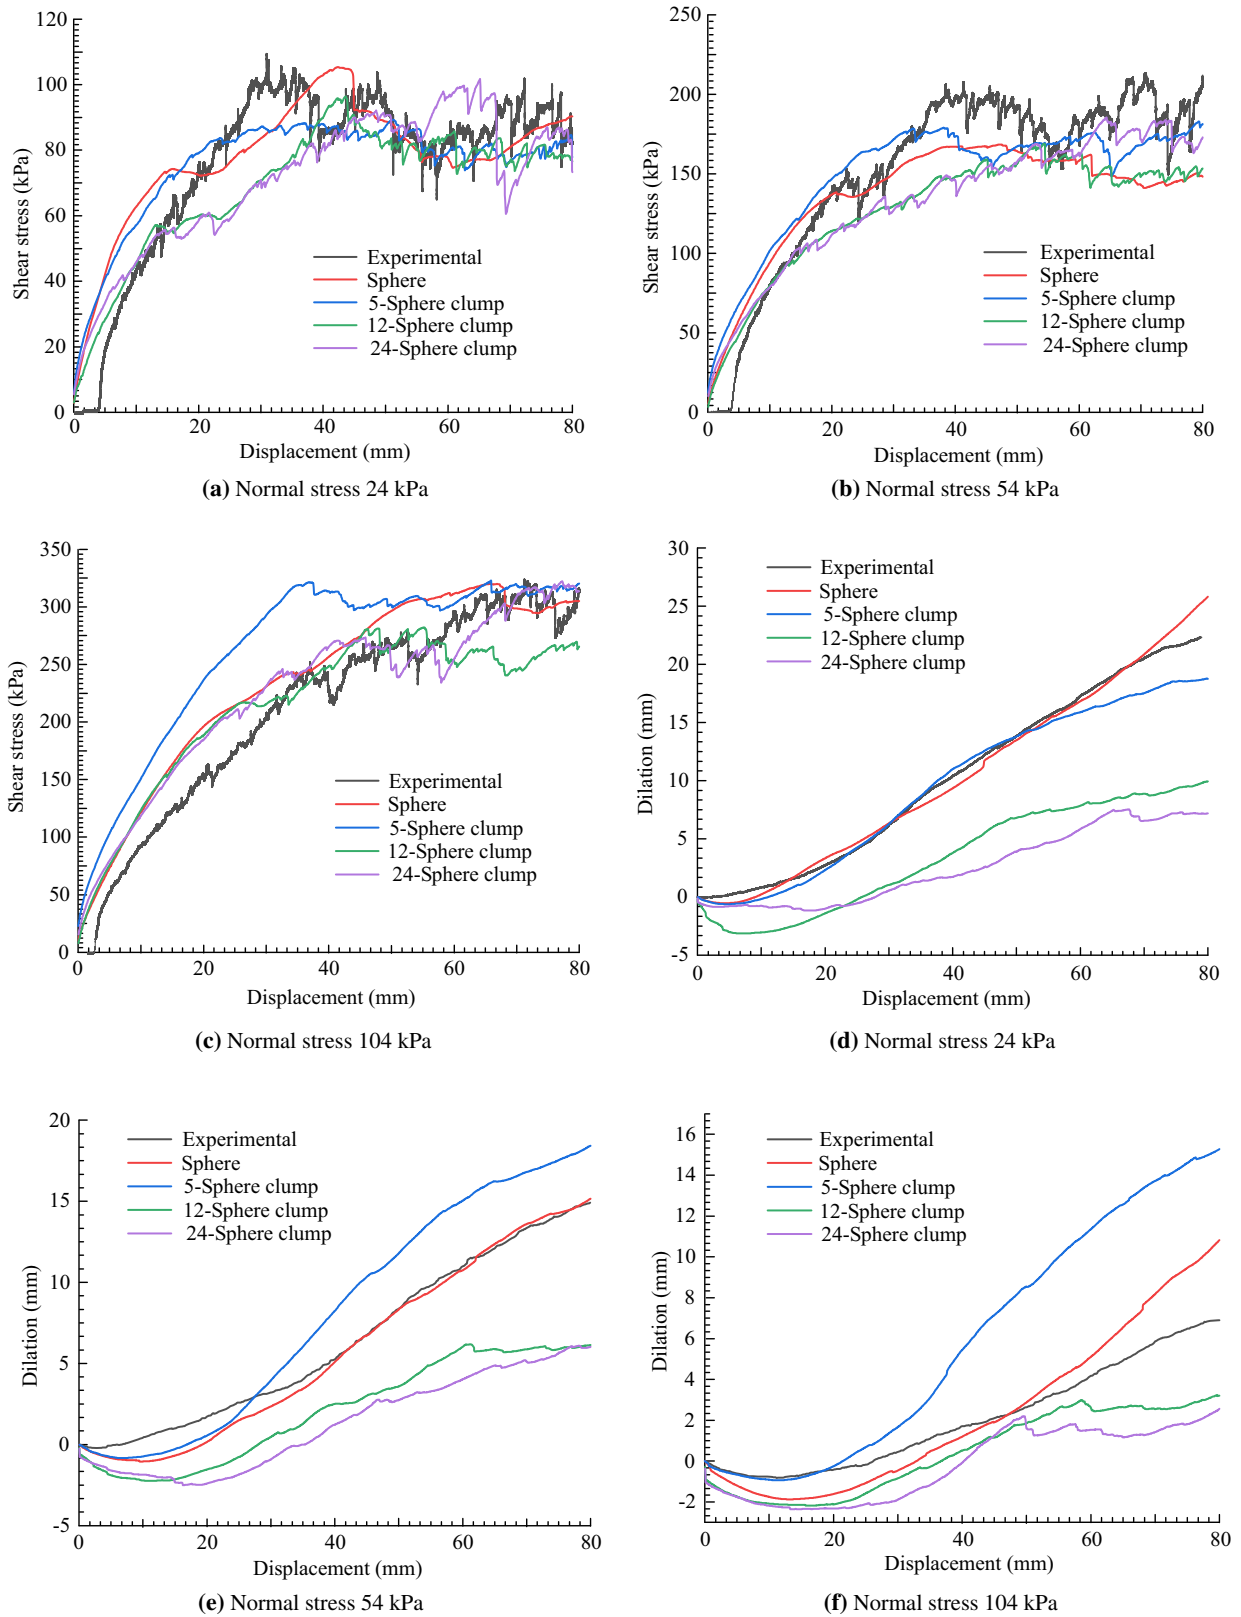 120
100
80
60
40
20
0
Shear stress (kPa)
Experimental
Sphere
5-Sphere clump
12-Sphere clump
24-Sphere clump
0 20 40 60 80
Displacement (mm)
(a) Normal stress 24 kPa
250
200
150
100
50
0
Shear stress (kPa)
Experimental
Sphere
5-Sphere clump
12-Sphere clump
24-Sphere clump
0 20 40 60 80
Displacement (mm)
(b) Normal stress 54 kPa
350
300
250
200
150
100
50
0
Shear stress (kPa)
Experimental
Sphere
5-Sphere clump
12-Sphere clump
24-Sphere clump
0 20 40 60 80
Displacement (mm)
(c) Normal stress 104 kPa
30
25
20
15
10
5
0
-5
Dilation (mm)
Experimental
Sphere
5-Sphere clump
12-Sphere clump
24-Sphere clump
0 20 40 60 80
Displacement (mm)
(d) Normal stress 24 kPa
20
15
10
5
0
-5
Dilation (mm)
Experimental
Sphere
5-Sphere clump
12-Sphere clump
24-Sphere clump
0 20 40 60 80
Displacement (mm)
(e) Normal stress 54 kPa
16
14
12
10
8
6
4
2
0
-2
Dilation (mm)
Experimental
Sphere
5-Sphere clump
12-Sphere clump
24-Sphere clump
0 20 40 60 80
Displacement (mm)
(f) Normal stress 104 kPa